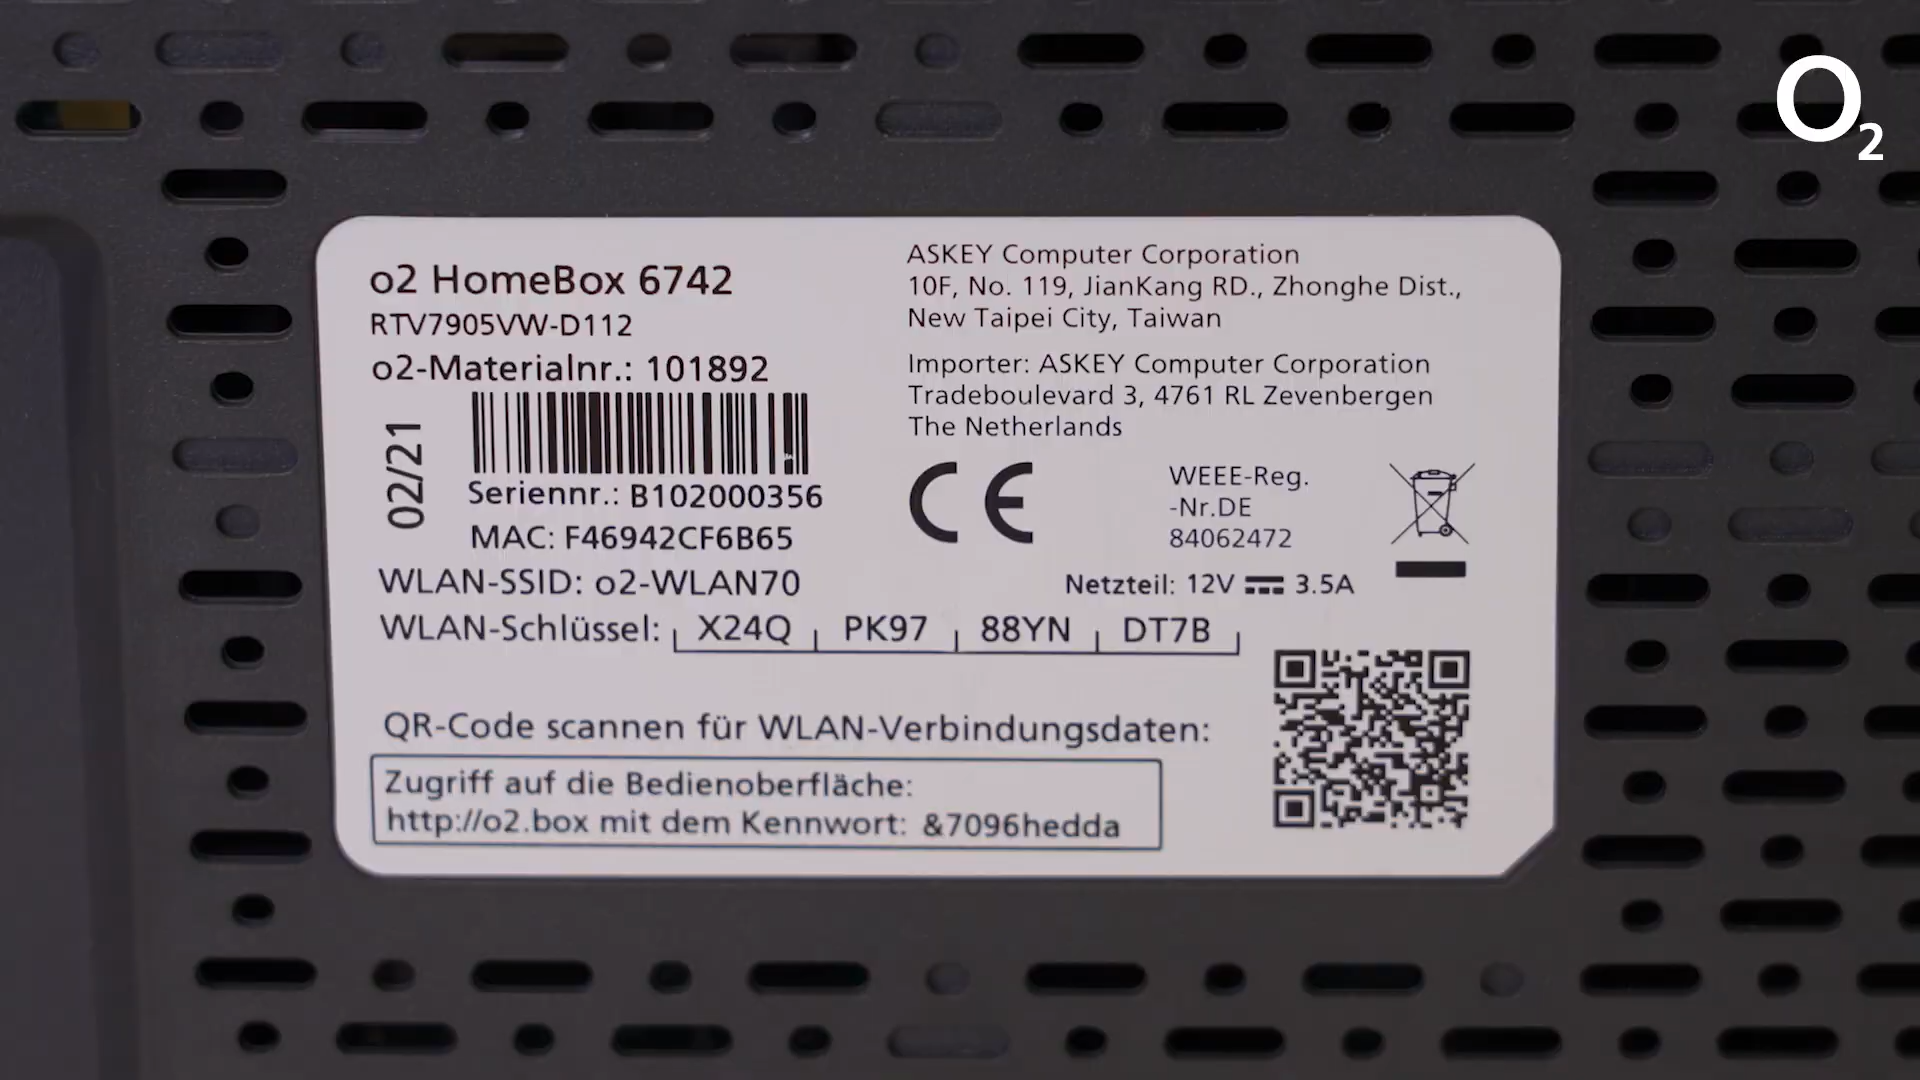 O2
o2 HomeBox 6742
RTV7905VW-D112
o2-Materialnr.: 101892
02/21
Seriennr.: B102000356
MAC: F46942CF6B65
WLAN-SSID: o2-WLAN70
WLAN-Schlüssel: X24Q PK97 88YN DT7B
ASKEY Computer Corporation
10F, No. 119, JianKang RD., Zhonghe Dist.,
New Taipei City, Taiwan
Importer: ASKEY Computer Corporation
Tradeboulevard 3, 4761 RL Zevenbergen
The Netherlands
CE
WEEE-Reg.
-Nr.DE
84062472
Netzteil: 12V ⎓ 3.5A
QR-Code scannen für WLAN-Verbindungsdaten:
Zugriff auf die Bedienoberfläche:
http://o2.box mit dem Kennwort: &7096hedda